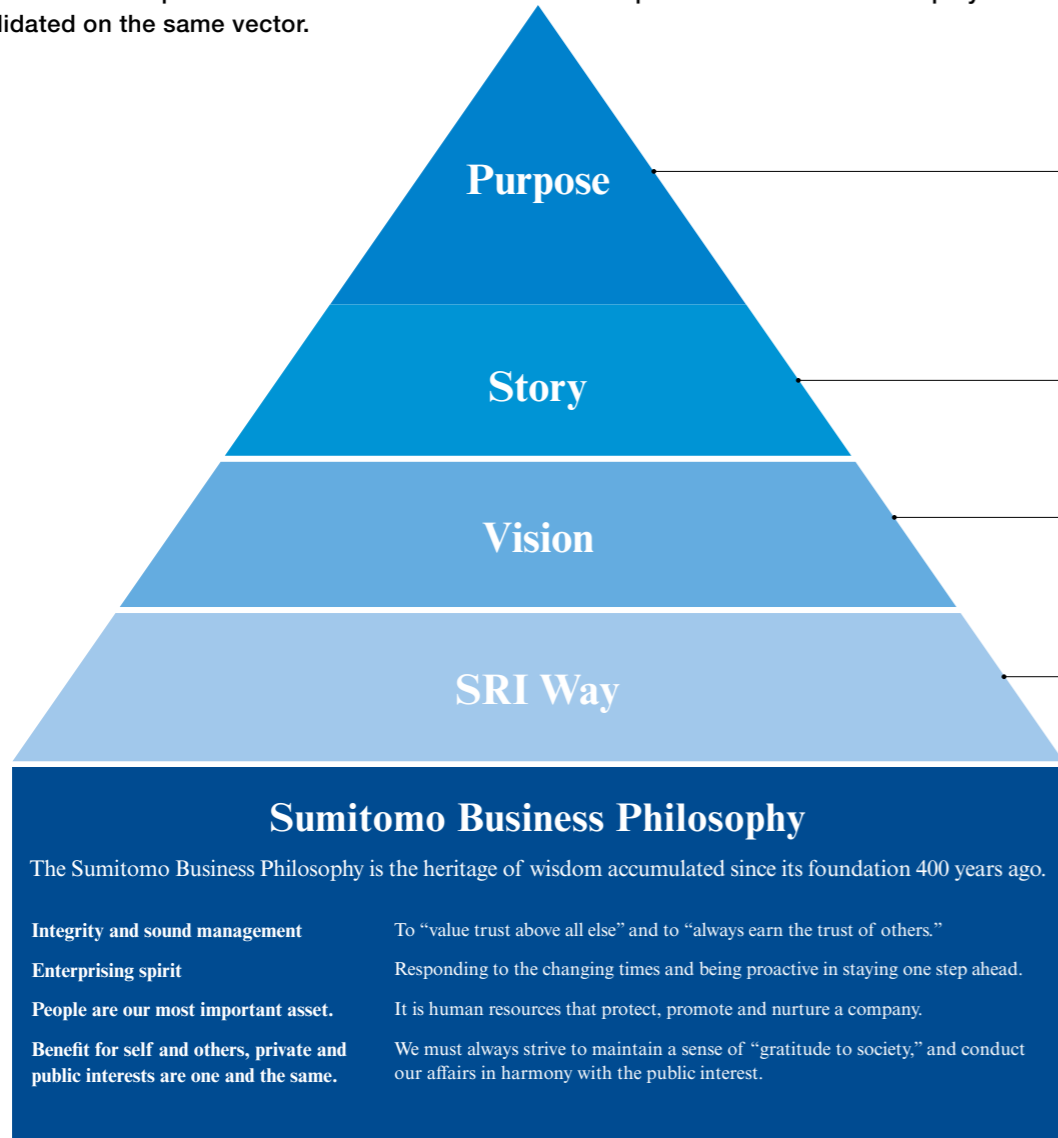 lidated on the same vector.
Purpose
Story
Vision
SRI Way
Sumitomo Business Philosophy
The Sumitomo Business Philosophy is the heritage of wisdom accumulated since its foundation 400 years ago.
Integrity and sound management
To “value trust above all else” and to “always earn the trust of others.”
Enterprising spirit
Responding to the changing times and being proactive in staying one step ahead.
People are our most important asset.
It is human resources that protect, promote and nurture a company.
Benefit for self and others, private and
public interests are one and the same.
We must always strive to maintain a sense of “gratitude to society,” and conduct
our affairs in harmony with the public interest.